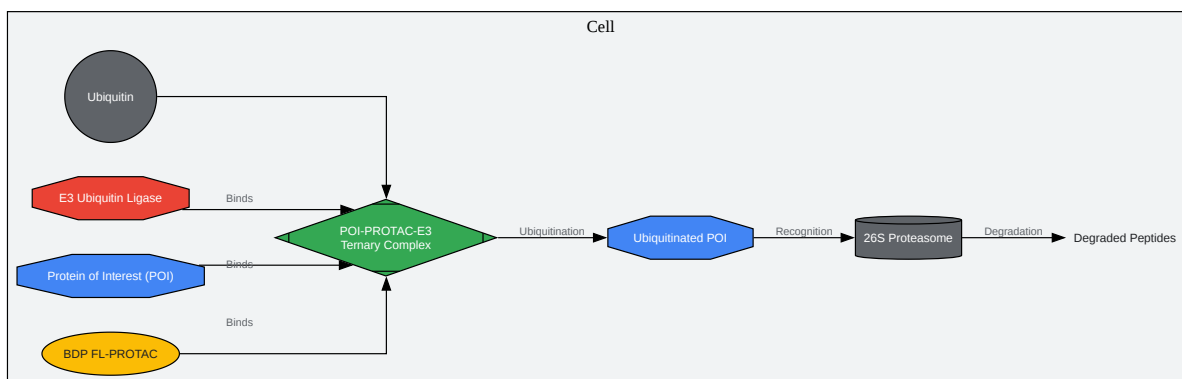 Cell
Ubiquitin
E3 Ubiquitin Ligase
Binds
Protein of Interest (POI)
Binds
BDP FL-PROTAC
Binds
POI-PROTAC-E3
Ternary Complex
Ubiquitination
Ubiquitinated POI
Recognition
26S Proteasome
Degradation
Degraded Peptides